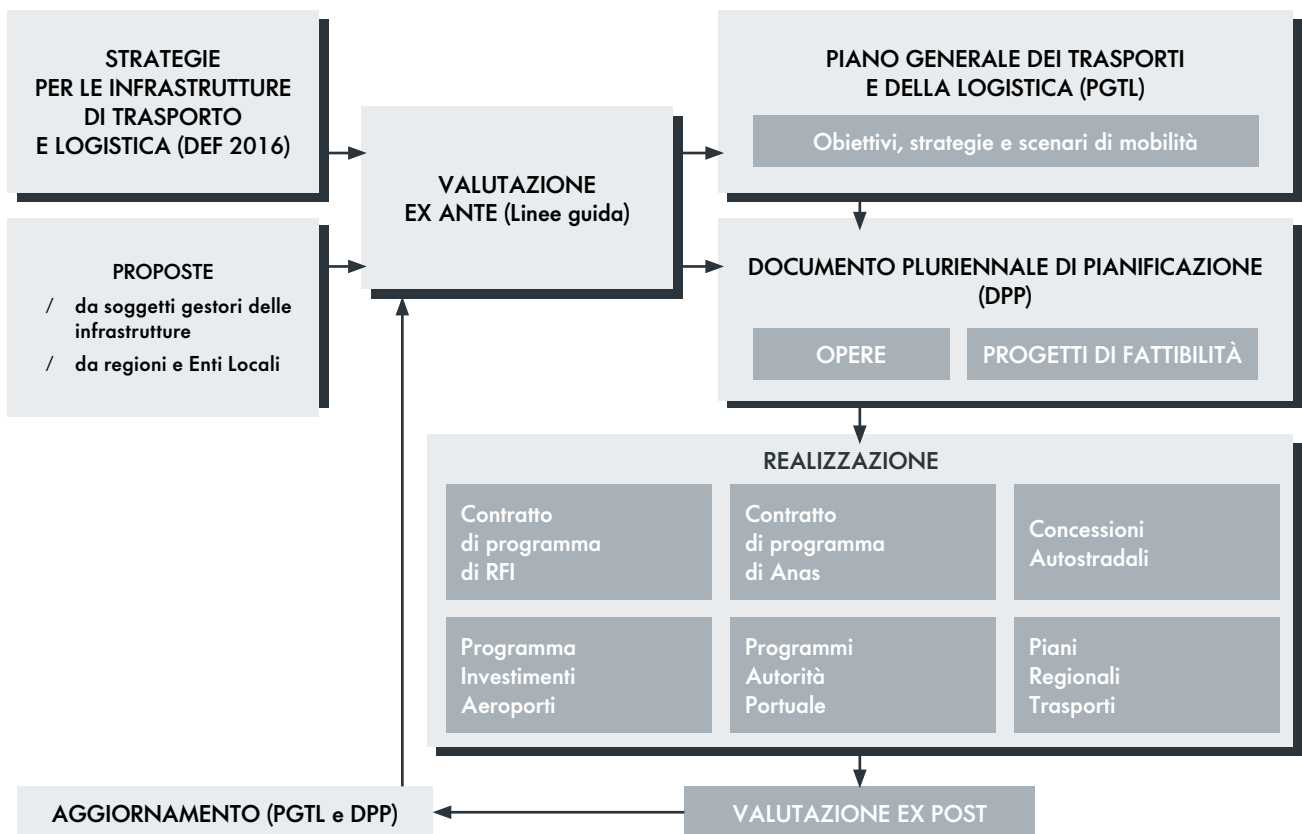 STRATEGIE
PER LE INFRASTRUTTURE
DI TRASPORTO
E LOGISTICA (DEF 2016)
PROPOSTE
/ da soggetti gestori delle
infrastrutture
/ da regioni e Enti Locali
VALUTAZIONE
EX ANTE (Linee guida)
PIANO GENERALE DEI TRASPORTI
E DELLA LOGISTICA (PGTL)
Obiettivi, strategie e scenari di mobilità
DOCUMENTO PLURIENNALE DI PIANIFICAZIONE
(DPP)
OPERE
PROGETTI DI FATTIBILITÀ
REALIZZAZIONE
Contratto
di programma
di RFI
Contratto
di programma
di Anas
Concessioni
Autostradali
Programma
Investimenti
Aeroporti
Programmi
Autorità
Portuale
Piani
Regionali
Trasporti
AGGIORNAMENTO (PGTL e DPP)
VALUTAZIONE EX POST